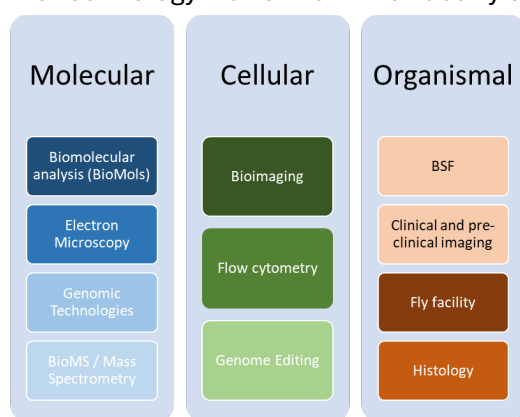 Molecular
Biomolecular
analysis (BioMols)
Electron
Microscopy
Genomic
Technologies
BioMS / Mass
Spectrometry
Cellular
Bioimaging
Flow cytometry
Genome Editing
Organismal
BSF
Clinical and pre-
clinical imaging
Fly facility
Histology